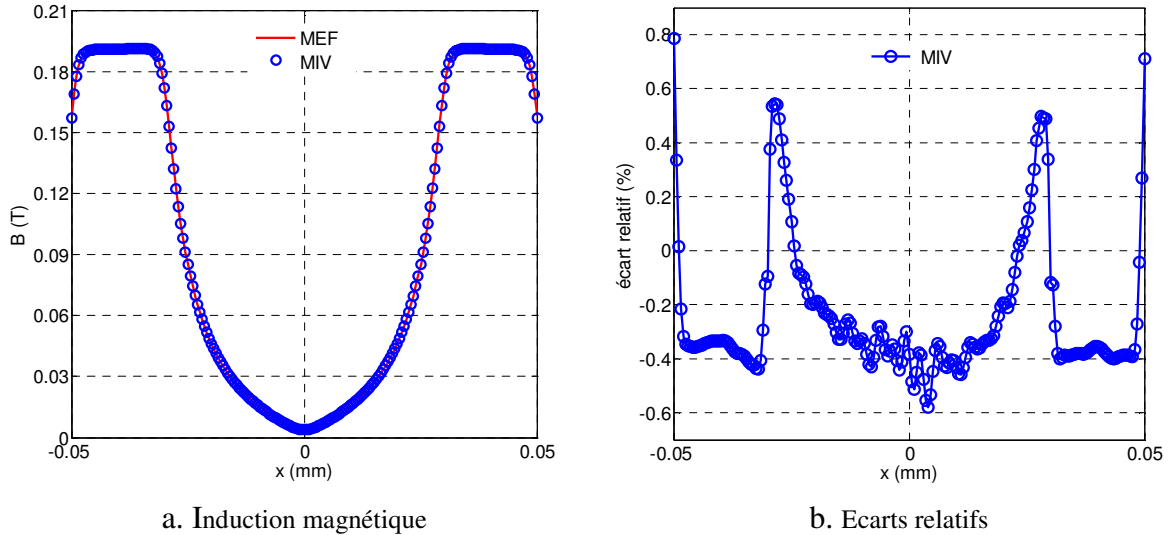 0.21
0.18
0.15
0.12
0.09
0.06
0.03
0
B (T)
MEF
MIV
-0.05
0
0.05
x (mm)
a. Induction magnétique
0.8
0.6
0.4
0.2
0
-0.2
-0.4
-0.6
écart relatif (%)
MIV
-0.05
0
0.05
x (mm)
b. Ecarts relatifs